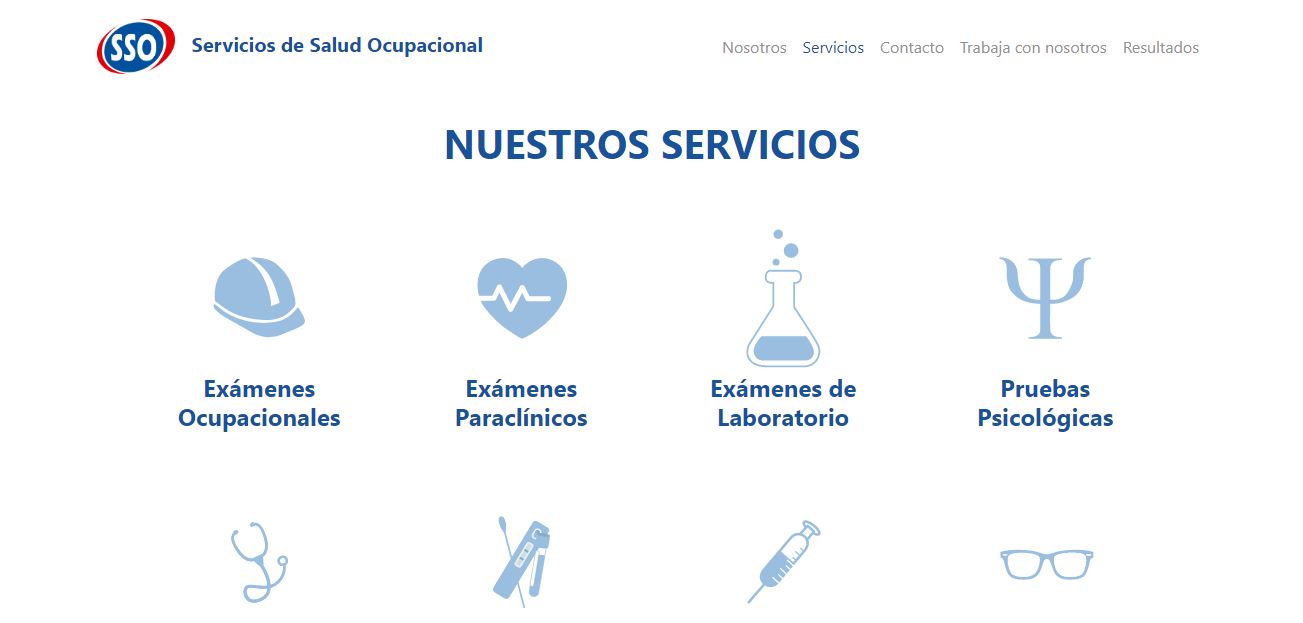 SSO
Servicios de Salud Ocupacional
Nosotros
Servicios
Contacto
Trabaja con nosotros
Resultados
NUESTROS SERVICIOS
Exámenes
Ocupacionales
Exámenes
Paraclínicos
Exámenes de
Laboratorio
Pruebas
Psicológicas